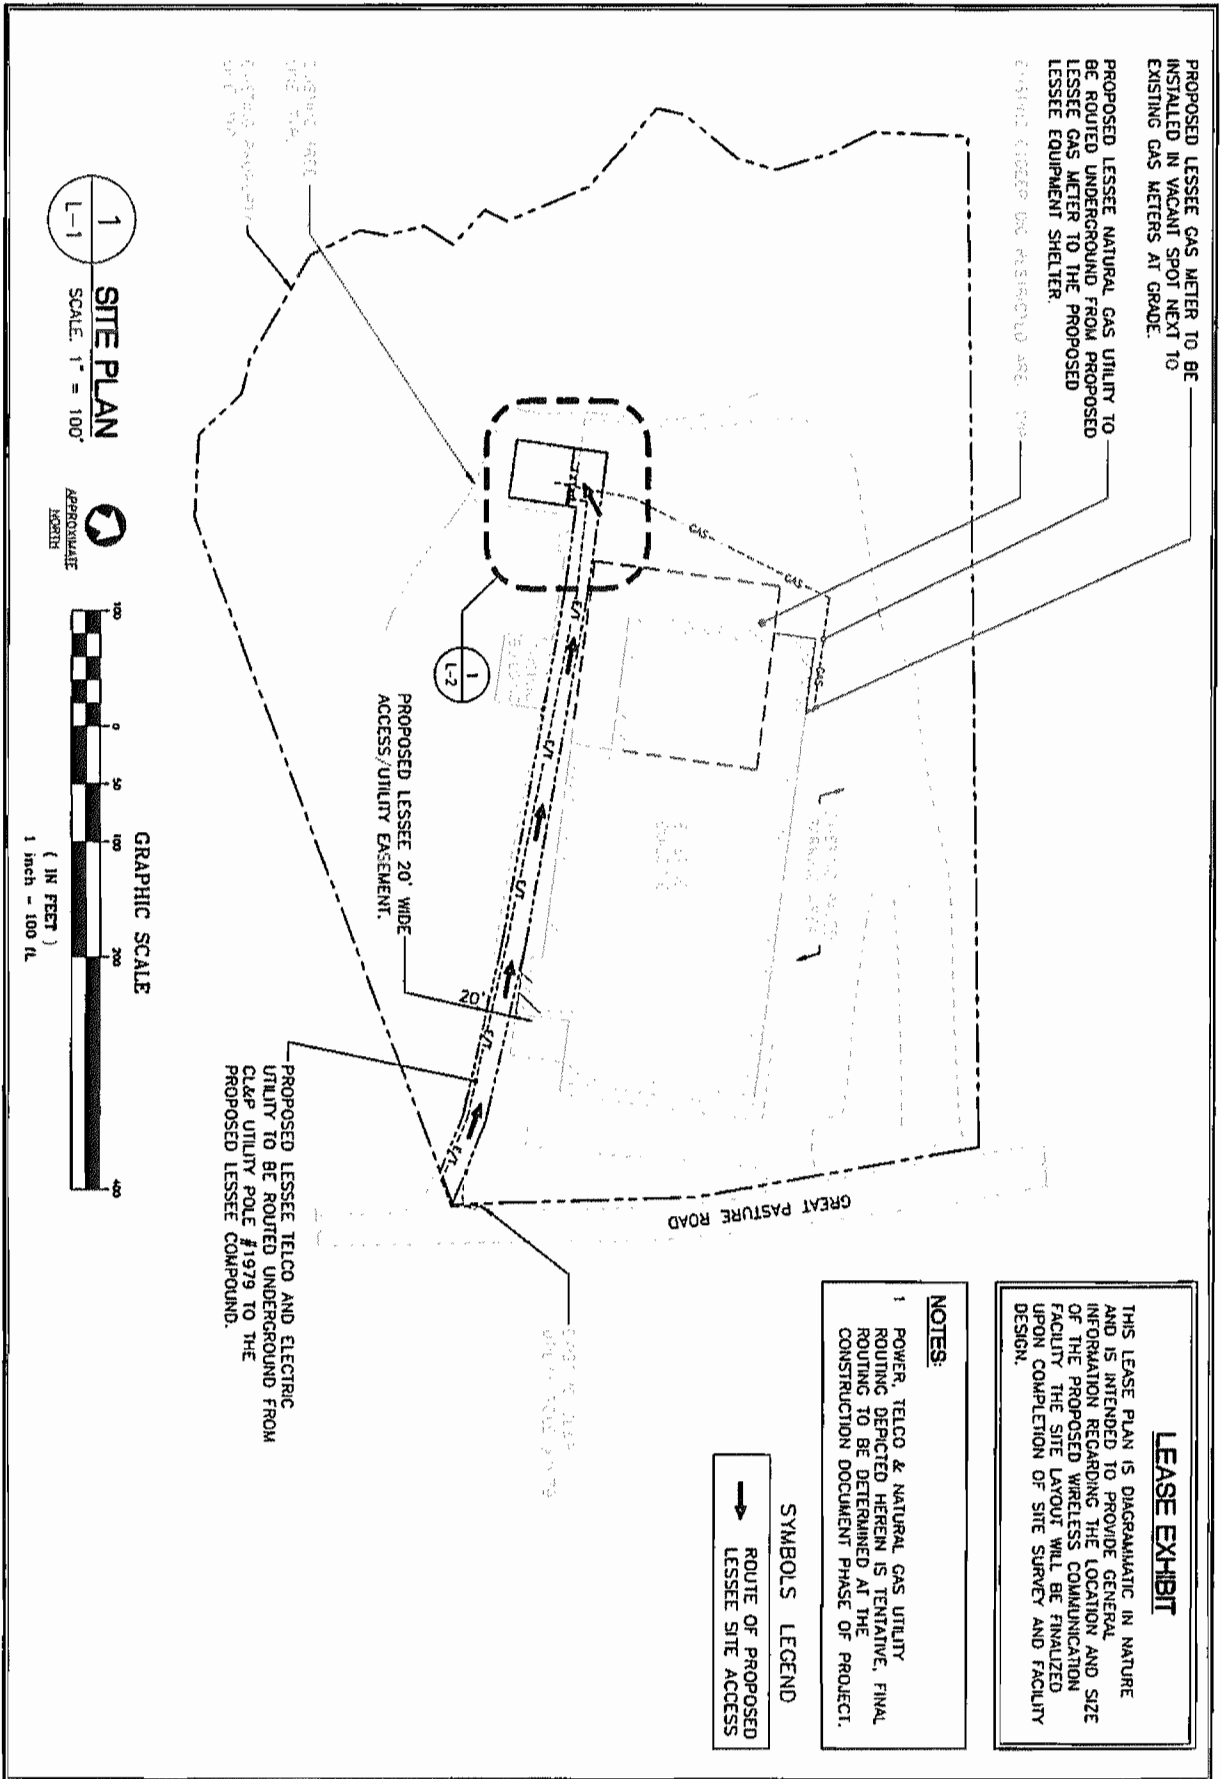 PROPOSED LESSEE GAS METER TO BE
INSTALLED IN VACANT SPOT NEXT TO
EXISTING GAS METERS AT GRADE.
PROPOSED LESSEE NATURAL GAS UTILITY TO
BE ROUTED UNDERGROUND FROM PROPOSED
LESSEE GAS METER TO THE PROPOSED
LESSEE EQUIPMENT SHELTER.
GAS
GAS
GAS
GREAT PASTURE ROAD
E/T
E/T
E/T
E/T
E/T
20'
1
L-2
PROPOSED LESSEE 20' WIDE
ACCESS/UTILITY EASEMENT.
PROPOSED LESSEE TELCO AND ELECTRIC
UTILITY TO BE ROUTED UNDERGROUND FROM
CL&P UTILITY POLE #1979 TO THE
PROPOSED LESSEE COMPOUND.
1
L-1
SITE PLAN
SCALE. 1" = 100'
APPROXIMATE
NORTH
GRAPHIC SCALE
100 0 50 100 200 400
( IN FEET )
1 inch = 100 ft.
LEASE EXHIBIT
THIS LEASE PLAN IS DIAGRAMMATIC IN NATURE
AND IS INTENDED TO PROVIDE GENERAL
INFORMATION REGARDING THE LOCATION AND SIZE
OF THE PROPOSED WIRELESS COMMUNICATION
FACILITY THE SITE LAYOUT WILL BE FINALIZED
UPON COMPLETION OF SITE SURVEY AND FACILITY
DESIGN.
NOTES:
1 POWER, TELCO & NATURAL GAS UTILITY
ROUTING DEPICTED HEREIN IS TENTATIVE, FINAL
ROUTING TO BE DETERMINED AT THE
CONSTRUCTION DOCUMENT PHASE OF PROJECT.
SYMBOLS LEGEND
ROUTE OF PROPOSED
LESSEE SITE ACCESS